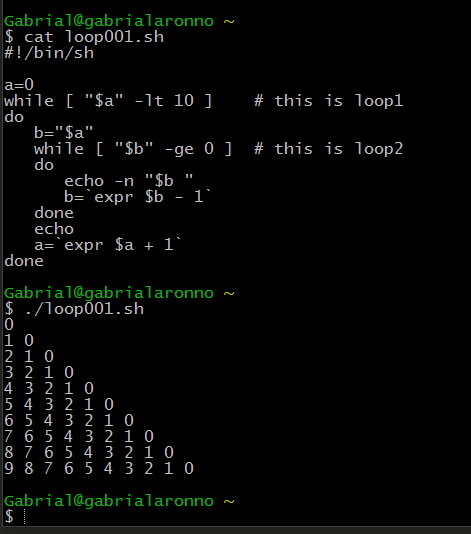 Gabrial@gabrialaronno ~
$ cat loop001.sh
#!/bin/sh

a=0
while [ "$a" -lt 10 ]    # this is loop1
do
   b="$a"
   while [ "$b" -ge 0 ]  # this is loop2
   do
      echo -n "$b "
      b=`expr $b - 1`
   done
   echo
   a=`expr $a + 1`
done

Gabrial@gabrialaronno ~
$ ./loop001.sh
0
1 0
2 1 0
3 2 1 0
4 3 2 1 0
5 4 3 2 1 0
6 5 4 3 2 1 0
7 6 5 4 3 2 1 0
8 7 6 5 4 3 2 1 0
9 8 7 6 5 4 3 2 1 0

Gabrial@gabrialaronno ~
$